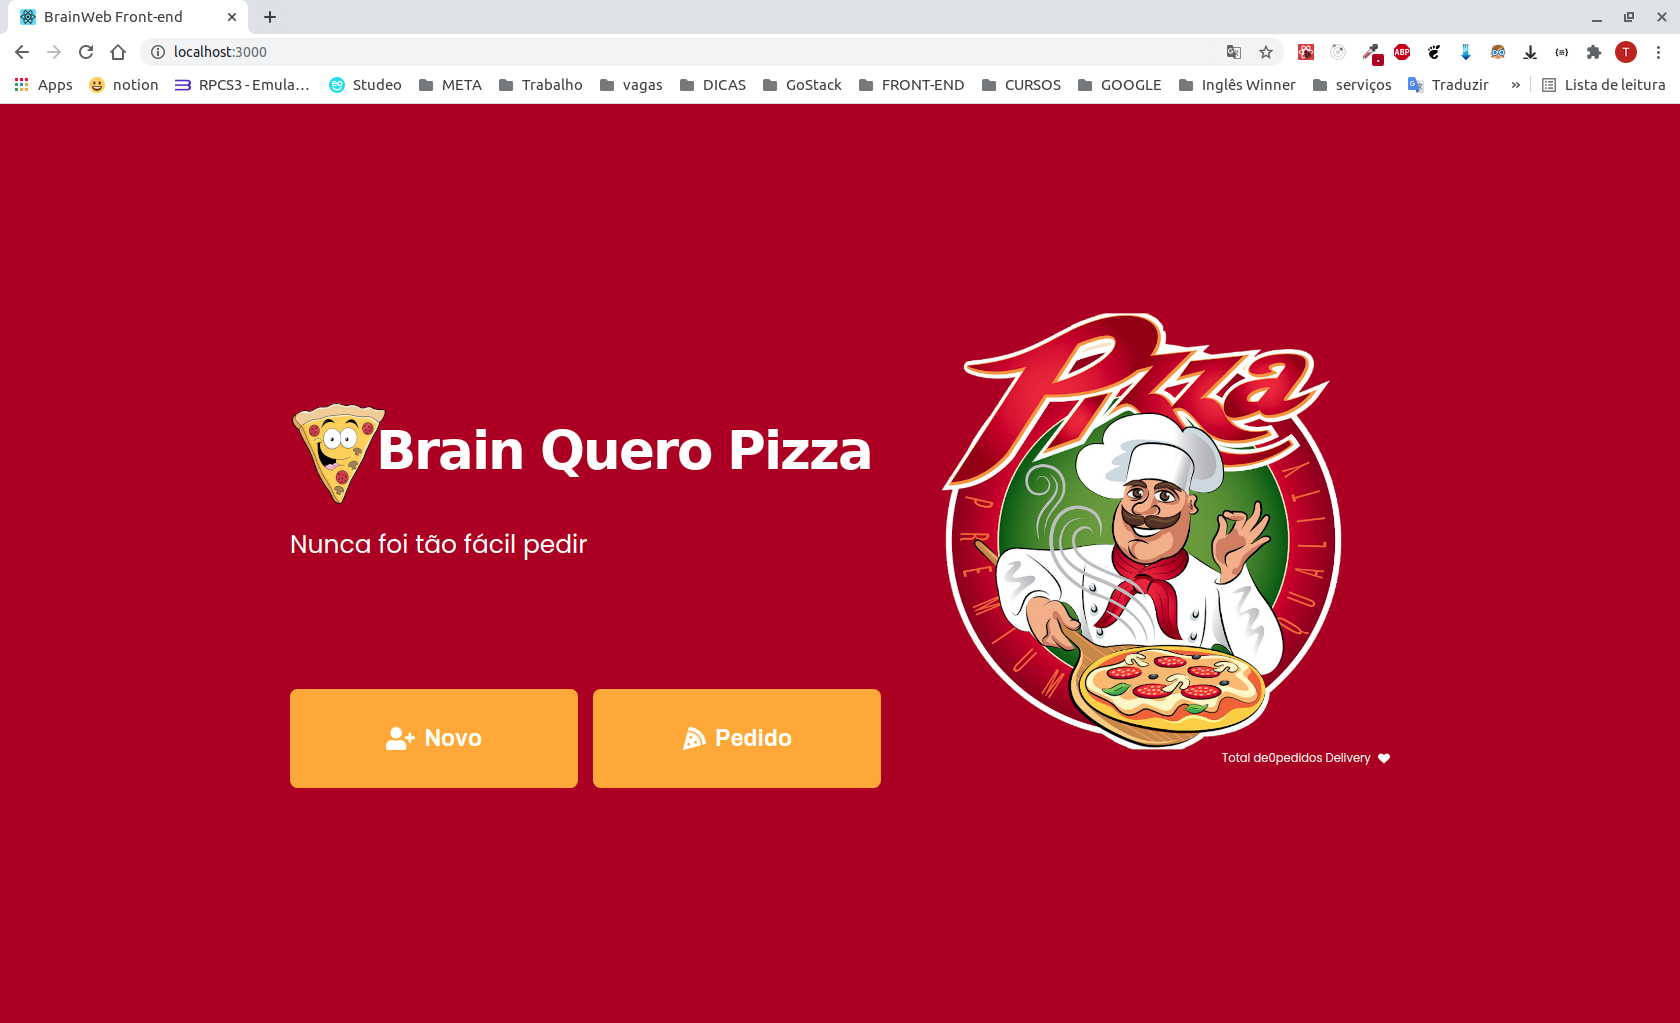 BrainWeb Front-end
localhost:3000
ABP
T
Apps
notion
RPCS3 - Emula...
Studeo
META
Trabalho
vagas
DICAS
GoStack
FRONT-END
CURSOS
GOOGLE
Inglês Winner
serviços
Traduzir
»
Lista de leitura
Pizza
PREMIUM
QUALITY
Brain Quero Pizza
Nunca foi tão fácil pedir
Novo
Pedido
Total de0pedidos Delivery